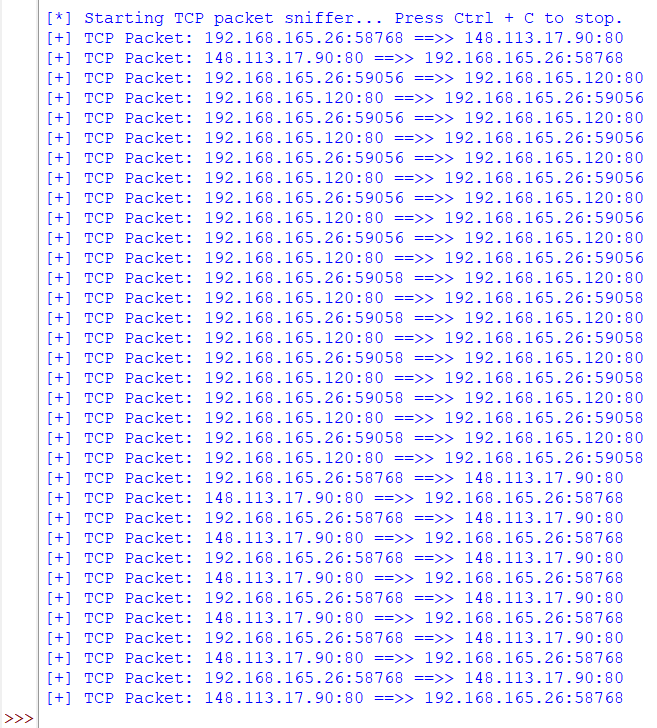 [*] Starting TCP packet sniffer... Press Ctrl + C to stop.
[+] TCP Packet: 192.168.165.26:58768 ==>> 148.113.17.90:80
[+] TCP Packet: 148.113.17.90:80 ==>> 192.168.165.26:58768
[+] TCP Packet: 192.168.165.26:59056 ==>> 192.168.165.120:80
[+] TCP Packet: 192.168.165.120:80 ==>> 192.168.165.26:59056
[+] TCP Packet: 192.168.165.26:59056 ==>> 192.168.165.120:80
[+] TCP Packet: 192.168.165.120:80 ==>> 192.168.165.26:59056
[+] TCP Packet: 192.168.165.26:59056 ==>> 192.168.165.120:80
[+] TCP Packet: 192.168.165.120:80 ==>> 192.168.165.26:59056
[+] TCP Packet: 192.168.165.26:59056 ==>> 192.168.165.120:80
[+] TCP Packet: 192.168.165.120:80 ==>> 192.168.165.26:59056
[+] TCP Packet: 192.168.165.26:59056 ==>> 192.168.165.120:80
[+] TCP Packet: 192.168.165.120:80 ==>> 192.168.165.26:59056
[+] TCP Packet: 192.168.165.26:59058 ==>> 192.168.165.120:80
[+] TCP Packet: 192.168.165.120:80 ==>> 192.168.165.26:59058
[+] TCP Packet: 192.168.165.26:59058 ==>> 192.168.165.120:80
[+] TCP Packet: 192.168.165.120:80 ==>> 192.168.165.26:59058
[+] TCP Packet: 192.168.165.26:59058 ==>> 192.168.165.120:80
[+] TCP Packet: 192.168.165.120:80 ==>> 192.168.165.26:59058
[+] TCP Packet: 192.168.165.26:59058 ==>> 192.168.165.120:80
[+] TCP Packet: 192.168.165.120:80 ==>> 192.168.165.26:59058
[+] TCP Packet: 192.168.165.26:59058 ==>> 192.168.165.120:80
[+] TCP Packet: 192.168.165.120:80 ==>> 192.168.165.26:59058
[+] TCP Packet: 192.168.165.26:58768 ==>> 148.113.17.90:80
[+] TCP Packet: 148.113.17.90:80 ==>> 192.168.165.26:58768
[+] TCP Packet: 192.168.165.26:58768 ==>> 148.113.17.90:80
[+] TCP Packet: 148.113.17.90:80 ==>> 192.168.165.26:58768
[+] TCP Packet: 192.168.165.26:58768 ==>> 148.113.17.90:80
[+] TCP Packet: 148.113.17.90:80 ==>> 192.168.165.26:58768
[+] TCP Packet: 192.168.165.26:58768 ==>> 148.113.17.90:80
[+] TCP Packet: 148.113.17.90:80 ==>> 192.168.165.26:58768
[+] TCP Packet: 192.168.165.26:58768 ==>> 148.113.17.90:80
[+] TCP Packet: 148.113.17.90:80 ==>> 192.168.165.26:58768
[+] TCP Packet: 192.168.165.26:58768 ==>> 148.113.17.90:80
[+] TCP Packet: 148.113.17.90:80 ==>> 192.168.165.26:58768
>>>